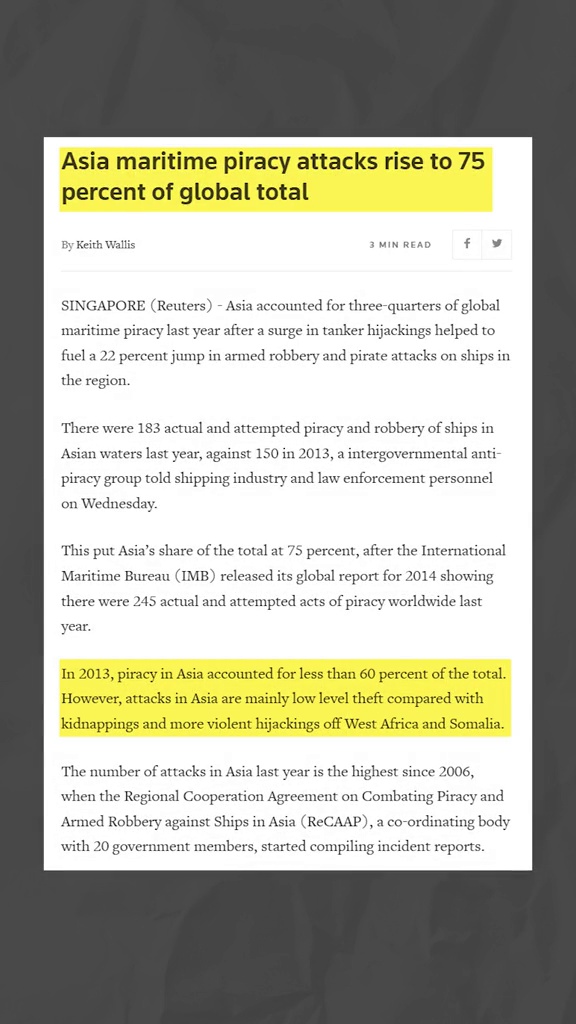 Asia maritime piracy attacks rise to 75
percent of global total
By Keith Wallis
3 MIN READ
SINGAPORE (Reuters) - Asia accounted for three-quarters of global
maritime piracy last year after a surge in tanker hijackings helped to
fuel a 22 percent jump in armed robbery and pirate attacks on ships in
the region.
There were 183 actual and attempted piracy and robbery of ships in
Asian waters last year, against 150 in 2013, a intergovernmental anti-
piracy group told shipping industry and law enforcement personnel
on Wednesday.
This put Asia’s share of the total at 75 percent, after the International
Maritime Bureau (IMB) released its global report for 2014 showing
there were 245 actual and attempted acts of piracy worldwide last
year.
In 2013, piracy in Asia accounted for less than 60 percent of the total.
However, attacks in Asia are mainly low level theft compared with
kidnappings and more violent hijackings off West Africa and Somalia.
The number of attacks in Asia last year is the highest since 2006,
when the Regional Cooperation Agreement on Combating Piracy and
Armed Robbery against Ships in Asia (ReCAAP), a co-ordinating body
with 20 government members, started compiling incident reports.